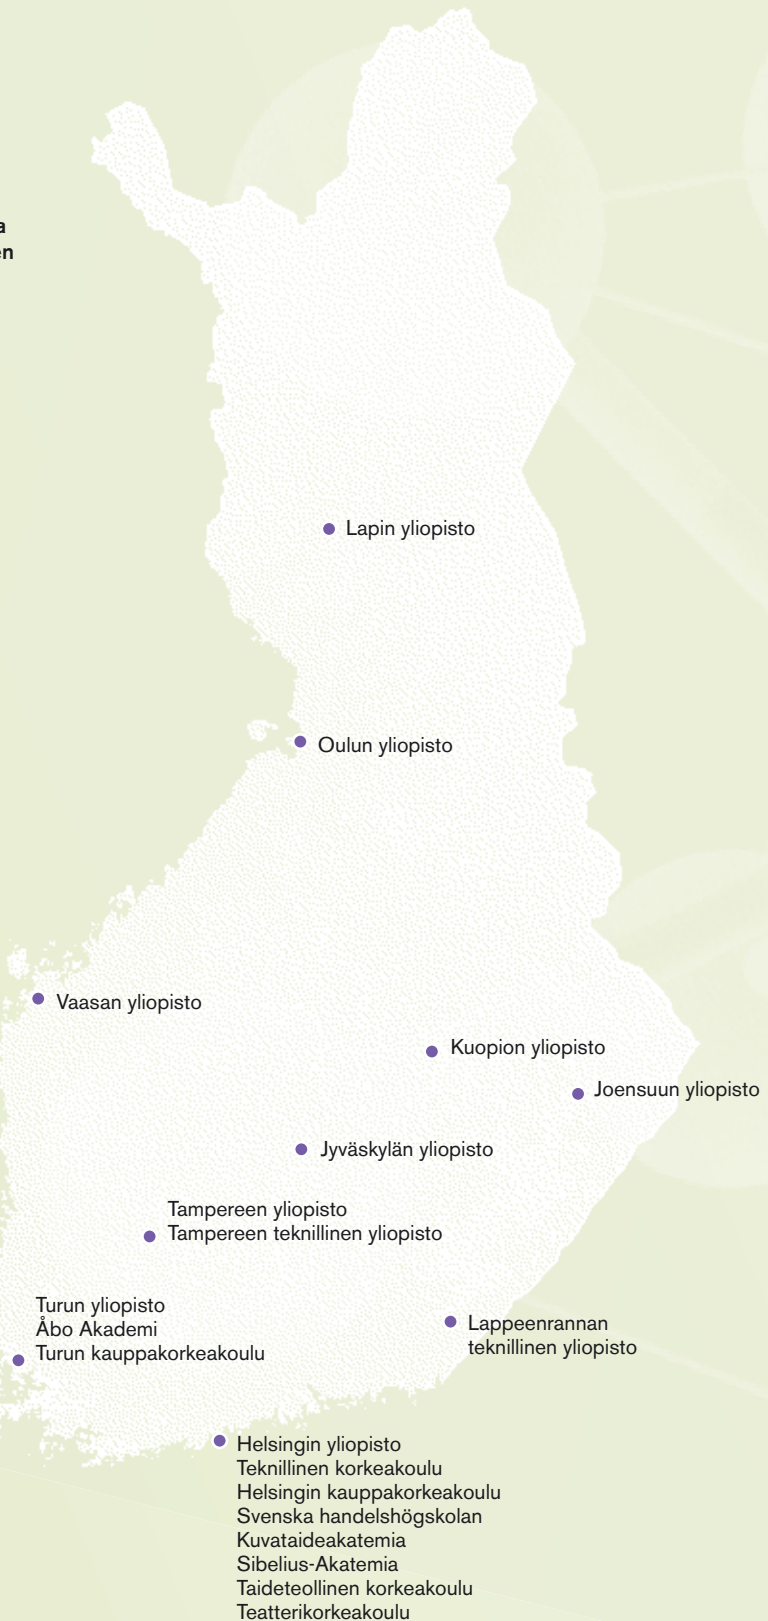 Lapin yliopisto
Oulun yliopisto
Vaasan yliopisto
Kuopion yliopisto
Joensuun yliopisto
Jyväskylän yliopisto
Tampereen yliopisto
Tampereen teknillinen yliopisto
Turun yliopisto
Åbo Akademi
Turun kauppakorkeakoulu
Lappeenrannan
teknillinen yliopisto
Helsingin yliopisto
Teknillinen korkeakoulu
Helsingin kauppakorkeakoulu
Svenska handelshögskolan
Kuvataideakatemia
Sibelius-Akatemia
Taideteollinen korkeakoulu
Teatterikorkeakoulu